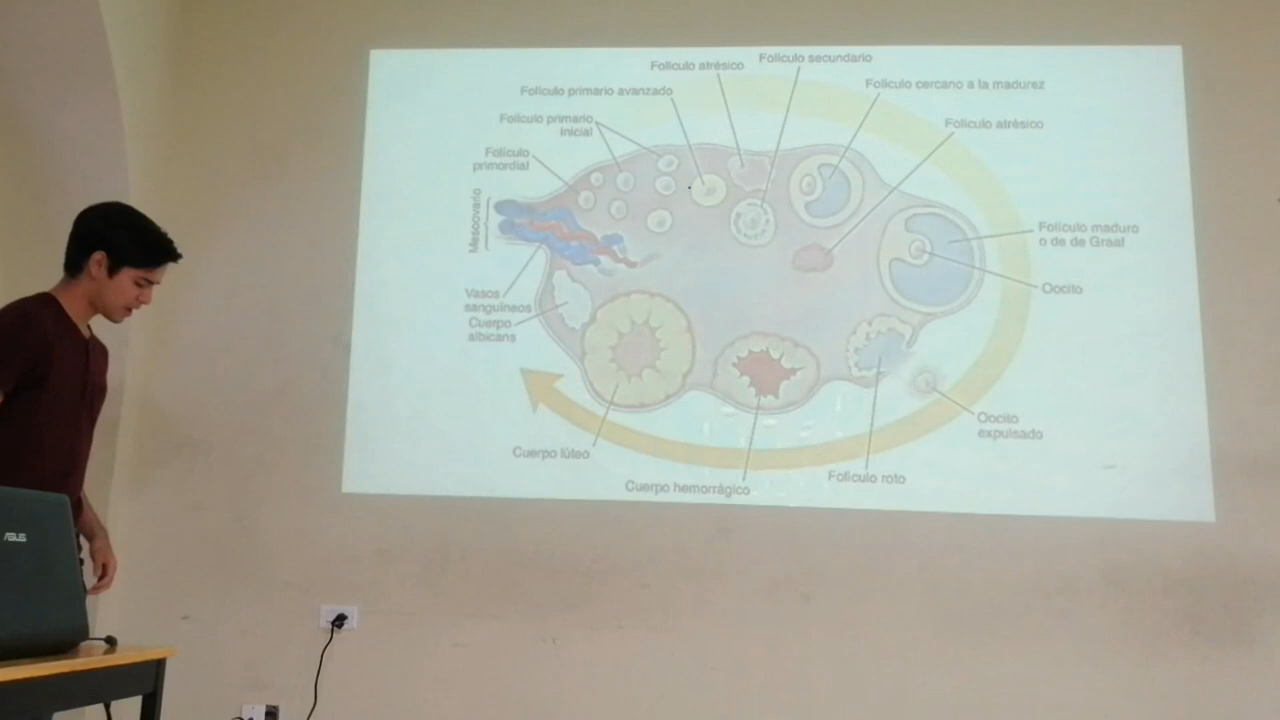 Folículo atrésico
Folículo secundario
Folículo primario avanzado
Folículo cercano a la madurez
Folículo primario
inicial
Folículo atrésico
Folículo
primordial
Mesoovario
Folículo maduro
o de de Graaf
Oocito
Vasos
sanguíneos
Cuerpo
albicans
Oocito
expulsado
Cuerpo lúteo
Folículo roto
Cuerpo hemorrágico
ASUS